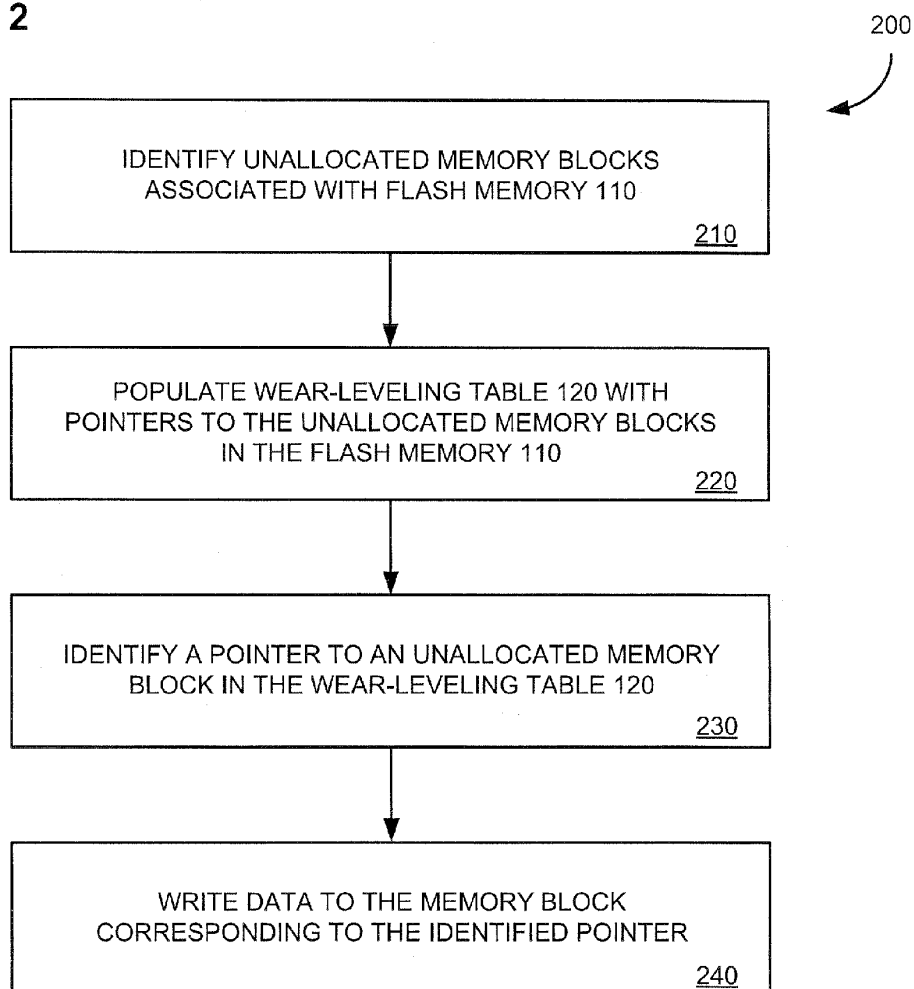 2
200
IDENTIFY UNALLOCATED MEMORY BLOCKS
ASSOCIATED WITH FLASH MEMORY 110
210
POPULATE WEAR-LEVELING TABLE 120 WITH
POINTERS TO THE UNALLOCATED MEMORY BLOCKS
IN THE FLASH MEMORY 110
220
IDENTIFY A POINTER TO AN UNALLOCATED MEMORY
BLOCK IN THE WEAR-LEVELING TABLE 120
230
WRITE DATA TO THE MEMORY BLOCK
CORRESPONDING TO THE IDENTIFIED POINTER
240